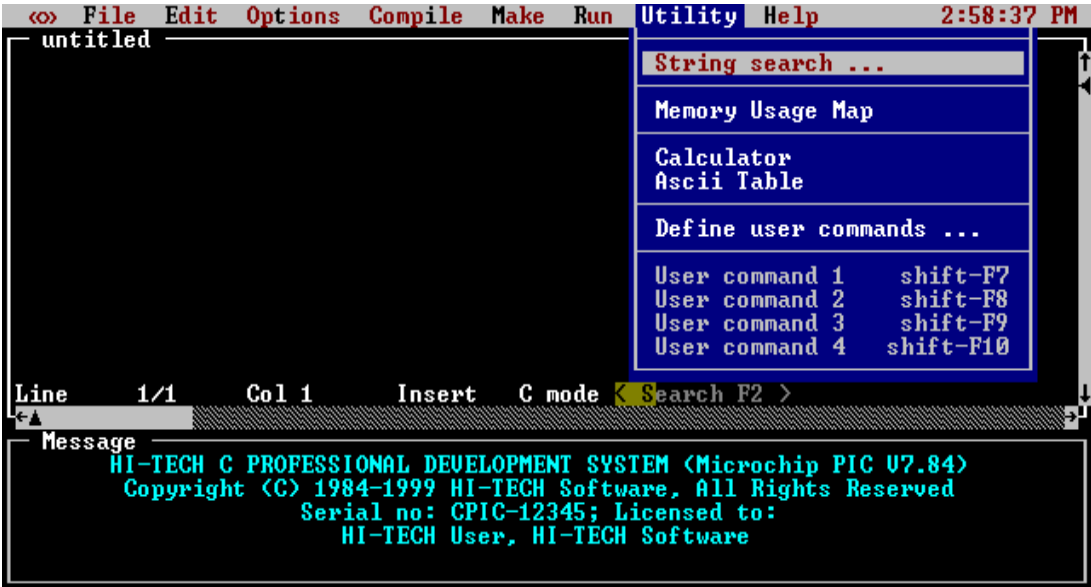 <<>> File Edit Options Compile Make Run Utility Help 2:58:37 PM
untitled
String search ...
Memory Usage Map
Calculator
Ascii Table
Define user commands ...
User command 1 shift-F7
User command 2 shift-F8
User command 3 shift-F9
User command 4 shift-F10
Line 1/1 Col 1 Insert C mode < Search F2 >
Message
HI-TECH C PROFESSIONAL DEVELOPMENT SYSTEM (Microchip PIC V7.84)
Copyright (C) 1984-1999 HI-TECH Software, All Rights Reserved
Serial no: CPIC-12345; Licensed to:
HI-TECH User, HI-TECH Software